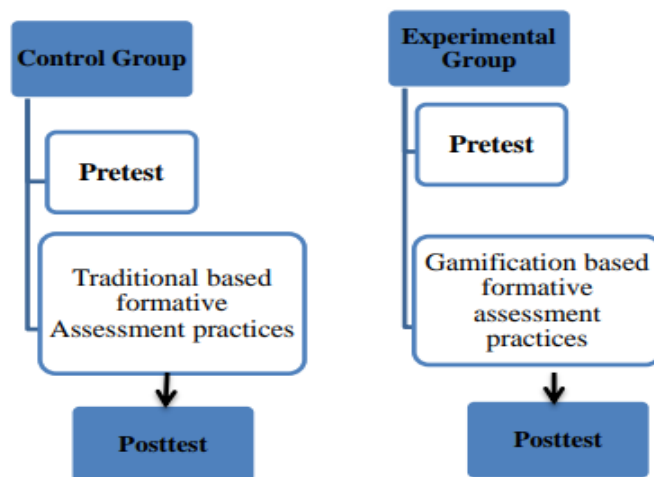 Control Group
Pretest
Traditional based
formative
Assessment practices
Posttest
Experimental
Group
Pretest
Gamification based
formative
assessment
practices
Posttest